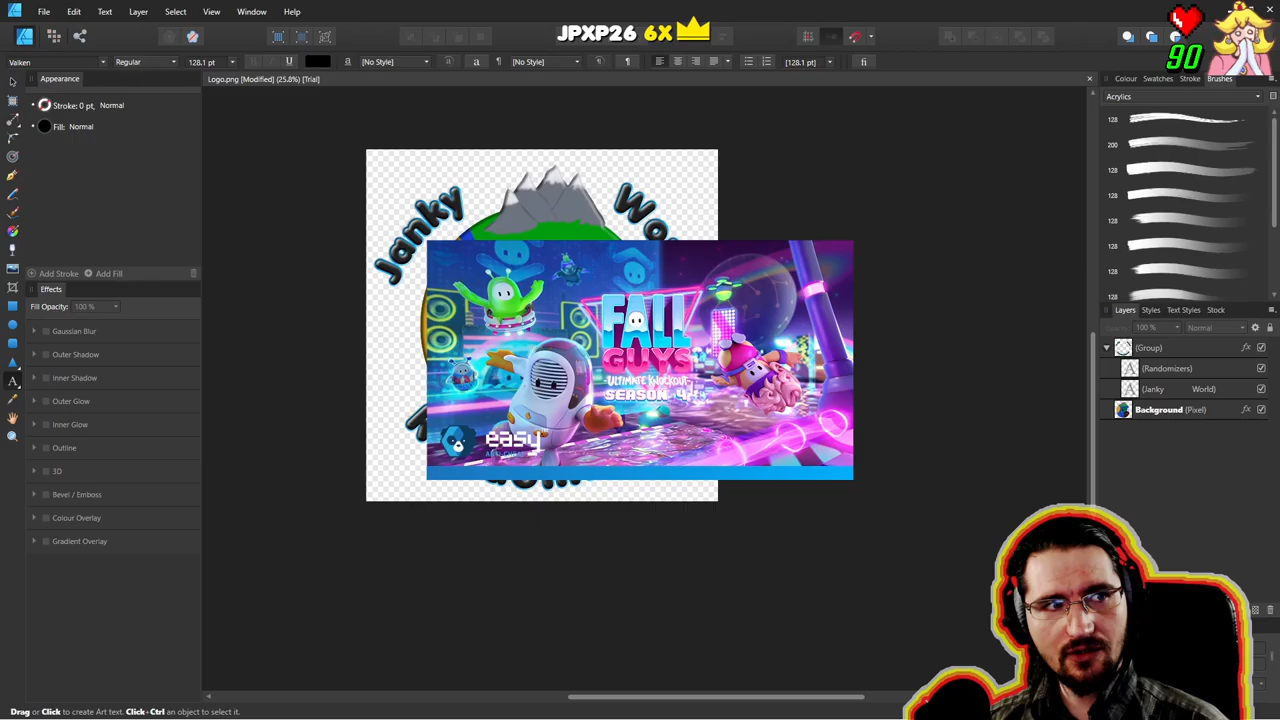 File Edit Text Layer Select View Window Help
JPXP26 6X
90
Valken Regular 128.1 pt B I U [No Style] [No Style] [128.1 pt] fi
Appearance
Logo.png [Modified] (25.8%) [Trial]
Colour Swatches Stroke Brushes
Acrylics
Stroke: 0 pt, Normal
Fill: Normal
128
200
128
128
128
128
128
128
Add Stroke Add Fill
Effects
Fill Opacity: 100 %
Gaussian Blur
Outer Shadow
Inner Shadow
Outer Glow
Inner Glow
Outline
3D
Bevel / Emboss
Colour Overlay
Gradient Overlay
Janky
FALL
GUYS
ULTIMATE KNOCKOUT
SEASON 4
easy
Layers Styles Text Styles Stock
Opacity: 100 % Normal
(Group)
(Randomizers)
(Janky World)
Background (Pixel)
Drag or Click to create Art text. Click+Ctrl an object to select it.